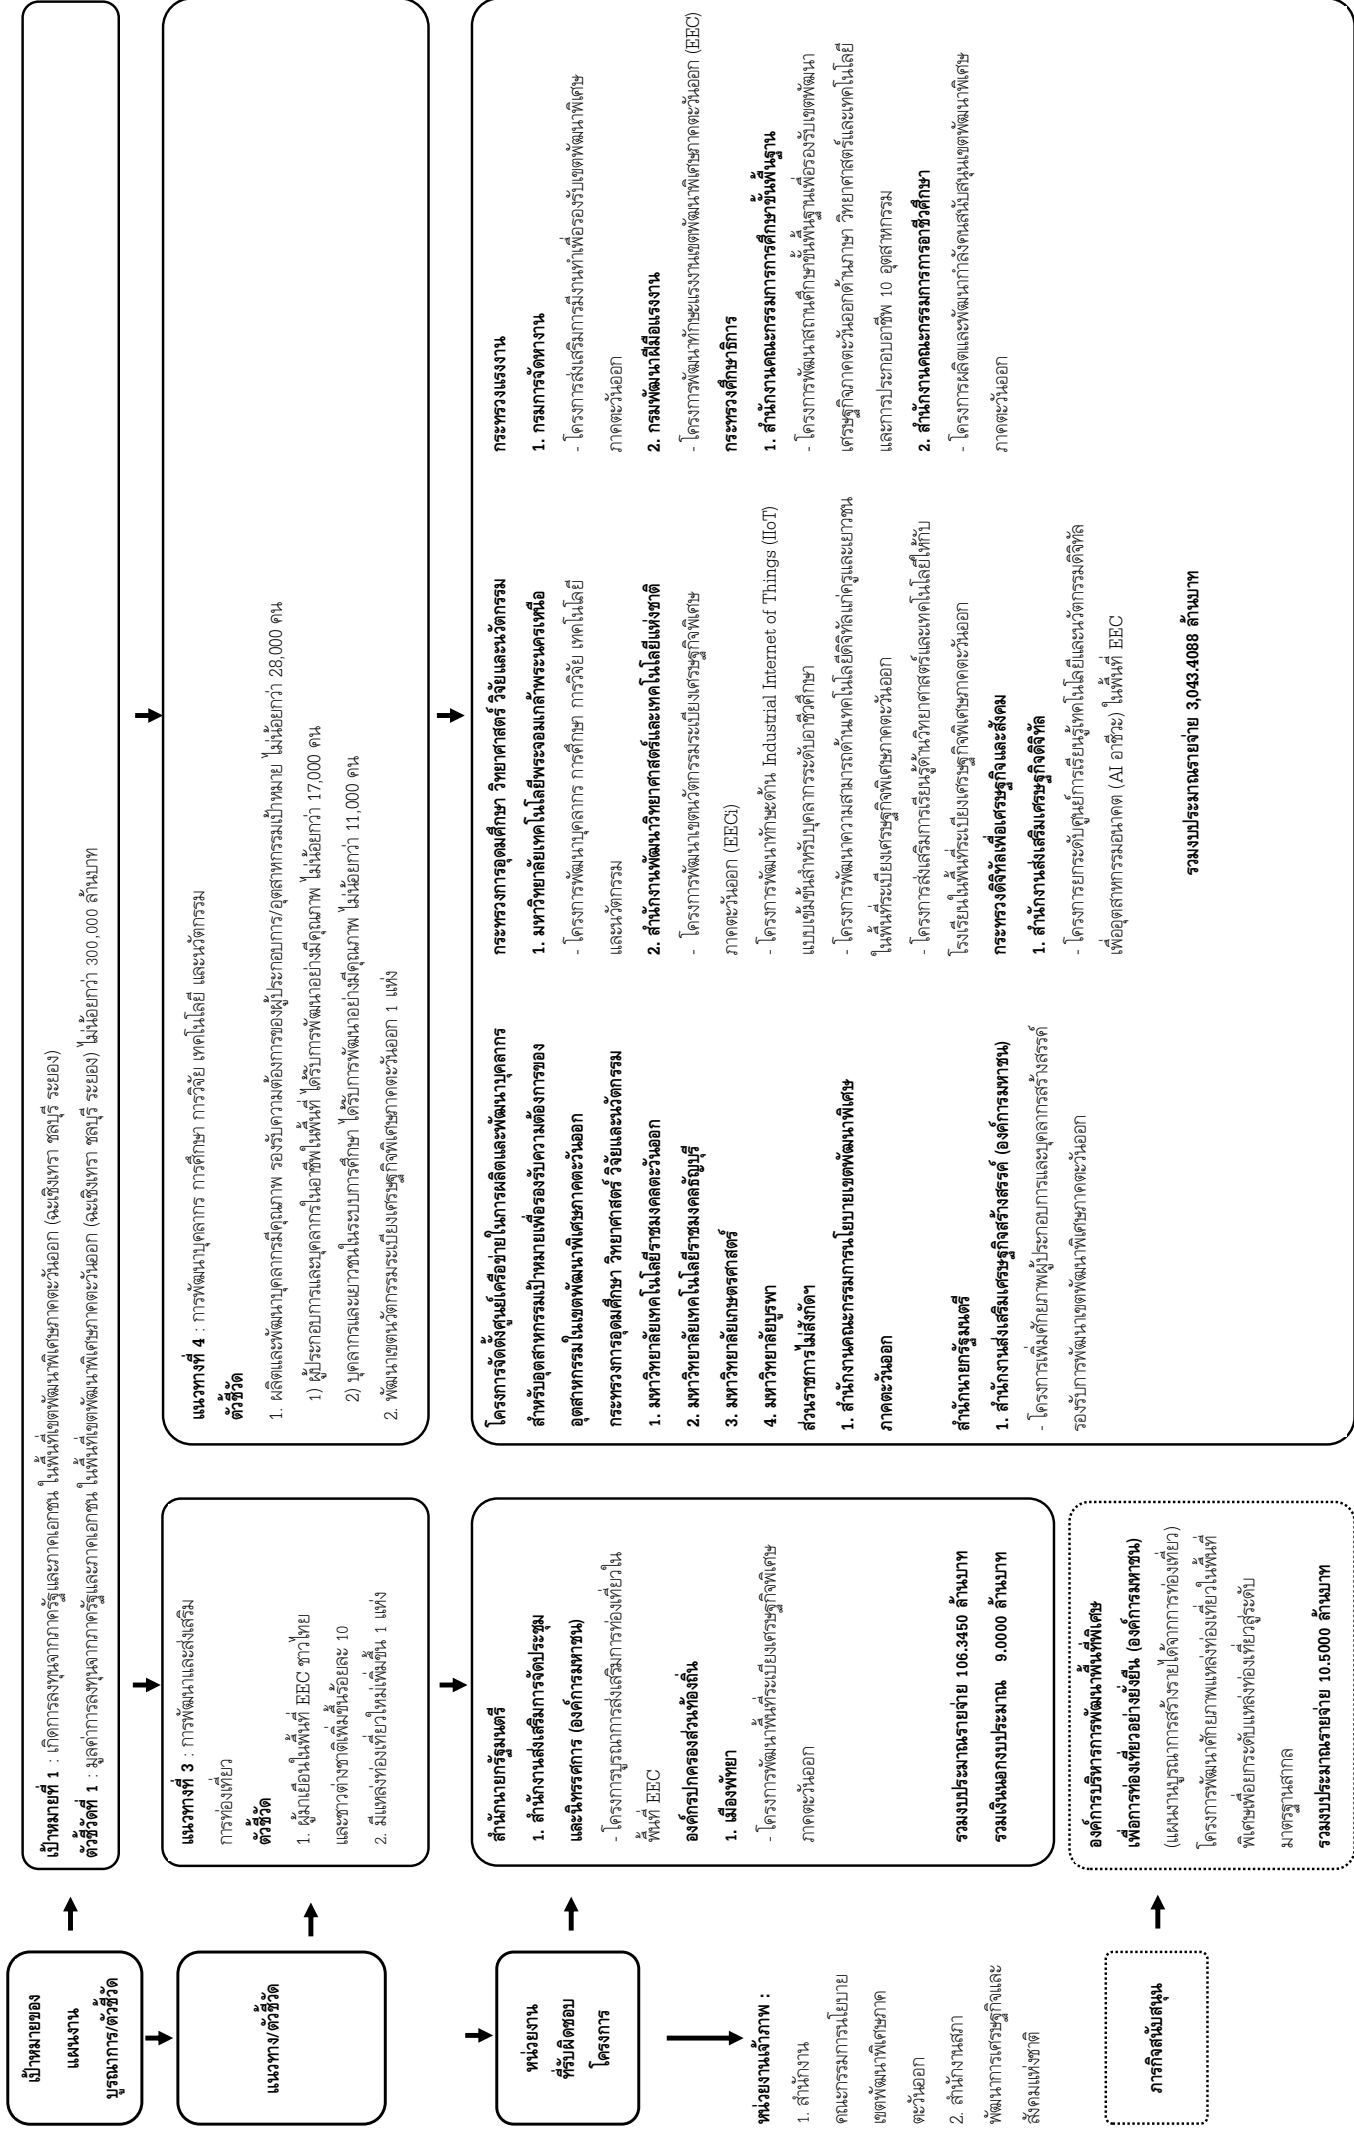 เป้าหมายของ
แผนงาน
บูรณาการ/ตัวชี้วัด
เป้าหมายที่ 1 : เกิดการลงทุนจากภาครัฐและภาคเอกชน ในพื้นที่เขตพัฒนาพิเศษภาคตะวันออก (ฉะเชิงเทรา ชลบุรี ระยอง)
ตัวชี้วัดที่ 1 : มูลค่าการลงทุนจากภาครัฐและภาคเอกชน ในพื้นที่เขตพัฒนาพิเศษภาคตะวันออก (ฉะเชิงเทรา ชลบุรี ระยอง) ไม่น้อยกว่า 300,000 ล้านบาท
แนวทาง/ตัวชี้วัด
แนวทางที่ 3 : การพัฒนาและส่งเสริม
การท่องเที่ยว
ตัวชี้วัด
1. ผู้มาเยือนในพื้นที่ EEC ชาวไทย
และชาวต่างชาติเพิ่มขึ้นร้อยละ 10
2. มีแหล่งท่องเที่ยวใหม่เพิ่มขึ้น 1 แห่ง
แนวทางที่ 4 : การพัฒนาบุคลากร การศึกษา การวิจัย เทคโนโลยี และนวัตกรรม
ตัวชี้วัด
1. ผลิตและพัฒนาบุคลากรมีคุณภาพ รองรับความต้องการของผู้ประกอบการ/อุตสาหกรรมเป้าหมาย ไม่น้อยกว่า 28,000 คน
1) ผู้ประกอบการและบุคลากรในอาชีพในพื้นที่ ได้รับการพัฒนาอย่างมีคุณภาพ ไม่น้อยกว่า 17,000 คน
2) บุคลากรและเยาวชนในระบบการศึกษา ได้รับการพัฒนาอย่างมีคุณภาพ ไม่น้อยกว่า 11,000 คน
2. พัฒนาเขตนวัตกรรมระเบียงเศรษฐกิจพิเศษภาคตะวันออก 1 แห่ง
หน่วยงาน
ที่รับผิดชอบ
โครงการ
หน่วยงานเจ้าภาพ :
1. สำนักงาน
คณะกรรมการนโยบาย
เขตพัฒนาพิเศษภาค
ตะวันออก
2. สำนักงานสภา
พัฒนาการเศรษฐกิจและ
สังคมแห่งชาติ
สำนักนายกรัฐมนตรี
1. สำนักงานส่งเสริมการจัดประชุม
และนิทรรศการ (องค์การมหาชน)
- โครงการบูรณาการส่งเสริมการท่องเที่ยวใน
พื้นที่ EEC
องค์กรปกครองส่วนท้องถิ่น
1. เมืองพัทยา
- โครงการพัฒนาพื้นที่ระเบียงเศรษฐกิจพิเศษ
ภาคตะวันออก
รวมงบประมาณรายจ่าย 106.3450 ล้านบาท
รวมเงินนอกงบประมาณ 9.0000 ล้านบาท
โครงการจัดตั้งศูนย์เครือข่ายในการผลิตและพัฒนาบุคลากร
สำหรับอุตสาหกรรมเป้าหมายเพื่อรองรับความต้องการของ
อุตสาหกรรมในเขตพัฒนาพิเศษภาคตะวันออก
กระทรวงการอุดมศึกษา วิทยาศาสตร์ วิจัยและนวัตกรรม
1. มหาวิทยาลัยเทคโนโลยีราชมงคลตะวันออก
2. มหาวิทยาลัยเทคโนโลยีราชมงคลธัญบุรี
3. มหาวิทยาลัยเกษตรศาสตร์
4. มหาวิทยาลัยบูรพา
ส่วนราชการไม่สังกัดฯ
1. สำนักงานคณะกรรมการนโยบายเขตพัฒนาพิเศษ
ภาคตะวันออก
สำนักนายกรัฐมนตรี
1. สำนักงานส่งเสริมเศรษฐกิจสร้างสรรค์ (องค์การมหาชน)
- โครงการเพิ่มศักยภาพผู้ประกอบการและบุคลากรสร้างสรรค์
รองรับการพัฒนาเขตพัฒนาพิเศษภาคตะวันออก
กระทรวงการอุดมศึกษา วิทยาศาสตร์ วิจัยและนวัตกรรม
1. มหาวิทยาลัยเทคโนโลยีพระจอมเกล้าพระนครเหนือ
- โครงการพัฒนาบุคลากร การศึกษา การวิจัย เทคโนโลยี
และนวัตกรรม
2. สำนักงานพัฒนาวิทยาศาสตร์และเทคโนโลยีแห่งชาติ
- โครงการพัฒนาเขตนวัตกรรมระเบียงเศรษฐกิจพิเศษ
ภาคตะวันออก (EECi)
- โครงการพัฒนาทักษะด้าน Industrial Internet of Things (IIoT)
แบบเข้มข้นสำหรับบุคลากรระดับอาชีวศึกษา
- โครงการพัฒนาความสามารถด้านเทคโนโลยีดิจิทัลแก่ครูและเยาวชน
ในพื้นที่ระเบียงเศรษฐกิจพิเศษภาคตะวันออก
- โครงการส่งเสริมการเรียนรู้ด้านวิทยาศาสตร์และเทคโนโลยีให้กับ
โรงเรียนในพื้นที่ระเบียงเศรษฐกิจพิเศษภาคตะวันออก
กระทรวงดิจิทัลเพื่อเศรษฐกิจและสังคม
1. สำนักงานส่งเสริมเศรษฐกิจดิจิทัล
- โครงการยกระดับศูนย์การเรียนรู้เทคโนโลยีและนวัตกรรมดิจิทัล
เพื่ออุตสาหกรรมอนาคต (AI อาชีวะ) ในพื้นที่ EEC
รวมงบประมาณรายจ่าย 3,043.4088 ล้านบาท
กระทรวงแรงงาน
1. กรมการจัดหางาน
- โครงการส่งเสริมการมีงานทำเพื่อรองรับเขตพัฒนาพิเศษ
ภาคตะวันออก
2. กรมพัฒนาฝีมือแรงงาน
- โครงการพัฒนาทักษะแรงงานเขตพัฒนาพิเศษภาคตะวันออก (EEC)
กระทรวงศึกษาธิการ
1. สำนักงานคณะกรรมการการศึกษาขั้นพื้นฐาน
- โครงการพัฒนาสถานศึกษาขั้นพื้นฐานเพื่อรองรับเขตพัฒนา
เศรษฐกิจภาคตะวันออกด้านภาษา วิทยาศาสตร์และเทคโนโลยี
และการประกอบอาชีพ 10 อุตสาหกรรม
2. สำนักงานคณะกรรมการการอาชีวศึกษา
- โครงการผลิตและพัฒนากำลังคนสนับสนุนเขตพัฒนาพิเศษ
ภาคตะวันออก
ภารกิจสนับสนุน
องค์การบริหารการพัฒนาพื้นที่พิเศษ
เพื่อการท่องเที่ยวอย่างยั่งยืน (องค์การมหาชน)
(แผนงานบูรณาการสร้างรายได้จากการท่องเที่ยว)
โครงการพัฒนาศักยภาพแหล่งท่องเที่ยวในพื้นที่
พิเศษเพื่อยกระดับแหล่งท่องเที่ยวสู่ระดับ
มาตรฐานสากล
รวมงบประมาณรายจ่าย 10.5000 ล้านบาท